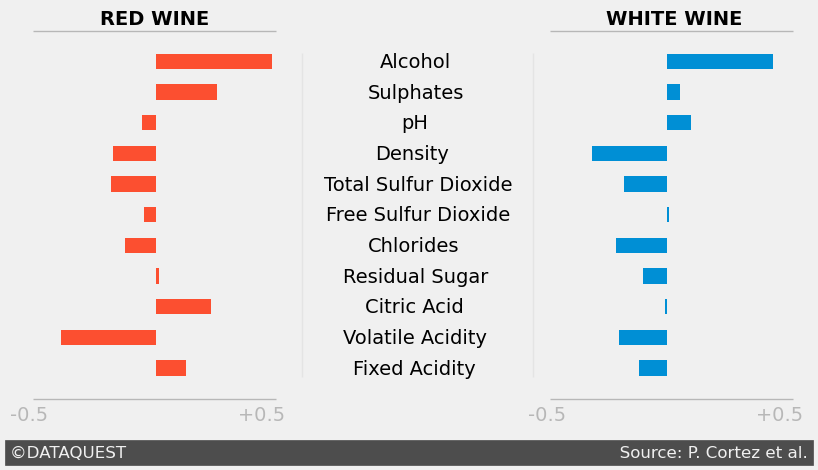 RED WINE
WHITE WINE
Alcohol
Sulphates
pH
Density
Total Sulfur Dioxide
Free Sulfur Dioxide
Chlorides
Residual Sugar
Citric Acid
Volatile Acidity
Fixed Acidity
-0.5 +0.5 -0.5 +0.5
©DATAQUEST Source: P. Cortez et al.